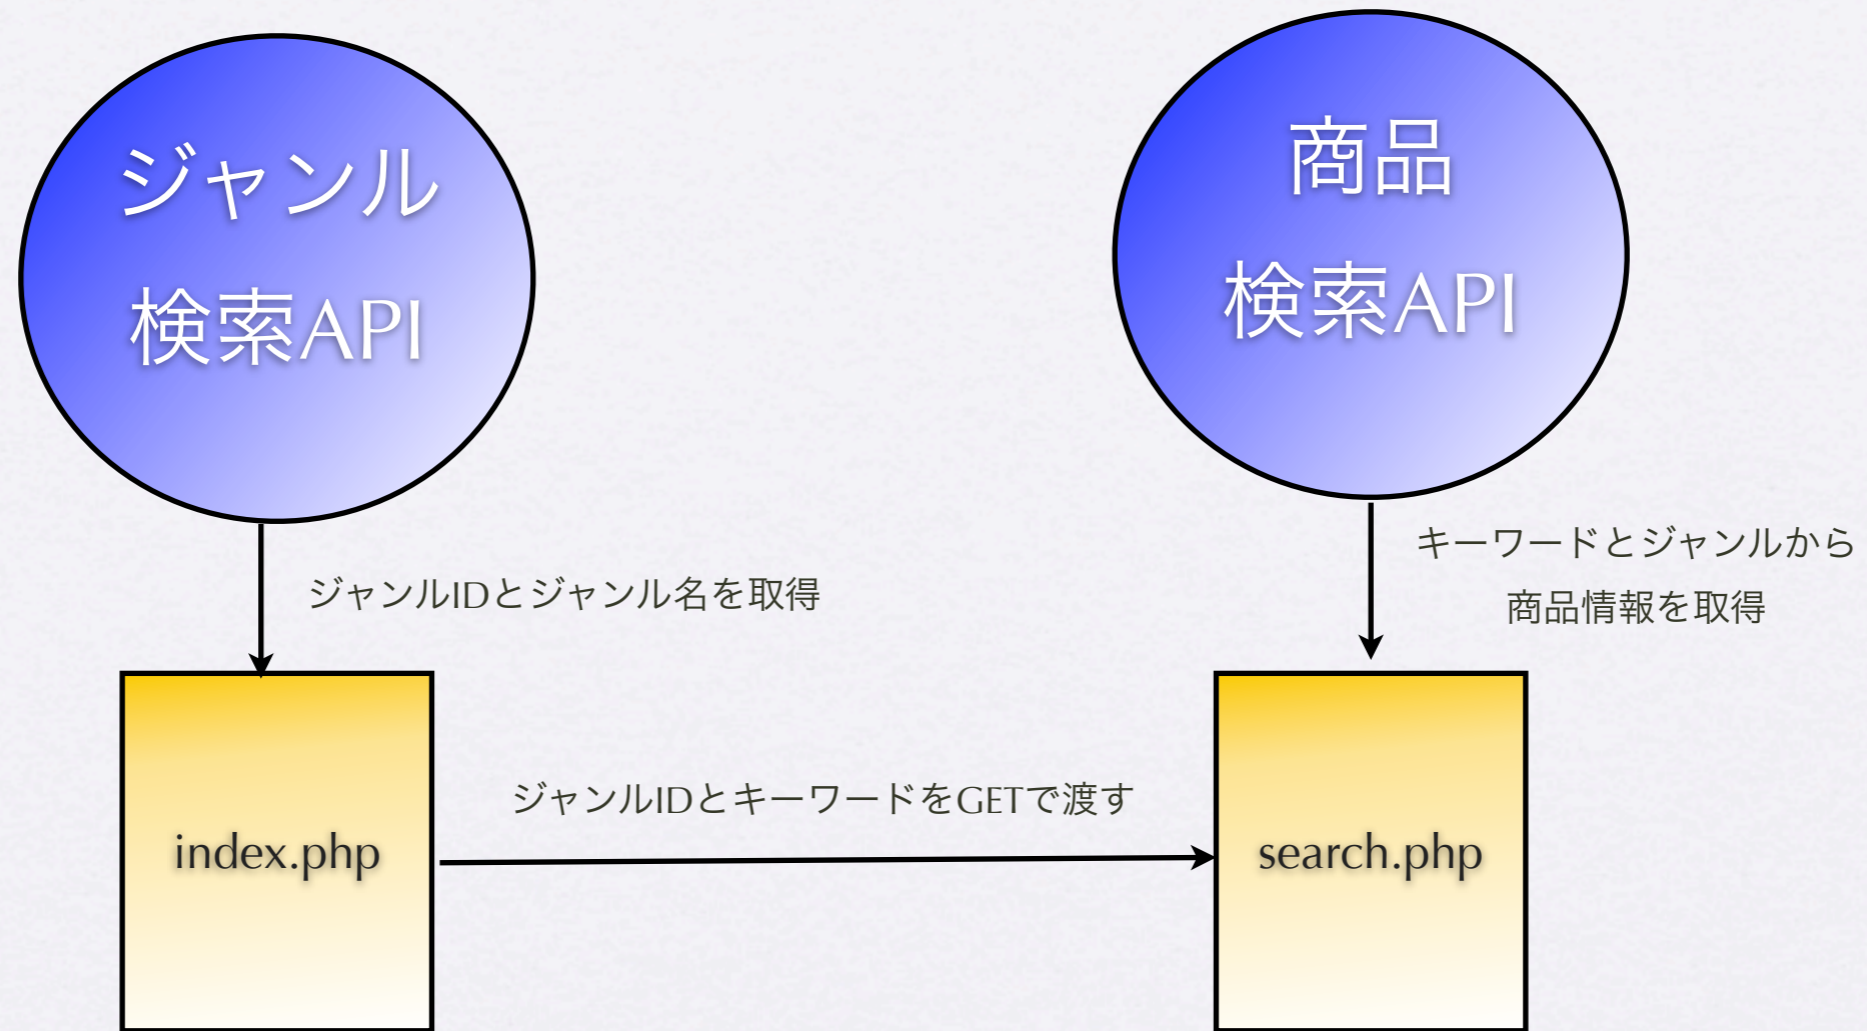 ジャンル
検索API
商品
検索API
ジャンルIDとジャンル名を取得
キーワードとジャンルから
商品情報を取得
ジャンルIDとキーワードをGETで渡す
index.php
search.php